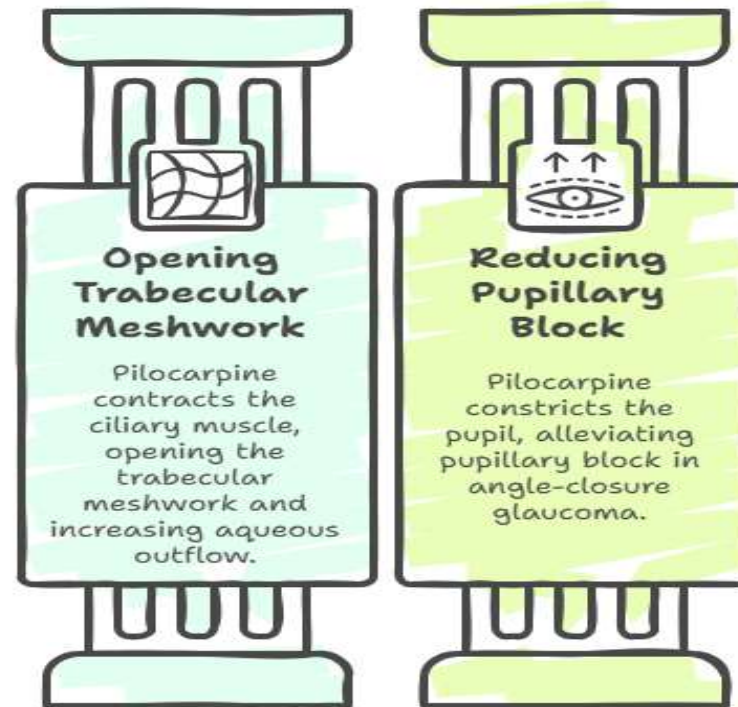 Opening
Trabecular
Meshwork
Pilocarpine
contracts the
ciliary muscle,
opening the
trabecular
meshwork and
increasing aqueous
outflow.
Reducing
Pupillary
Block
Pilocarpine
constricts the
pupil, alleviating
pupillary block in
angle-closure
glaucoma.